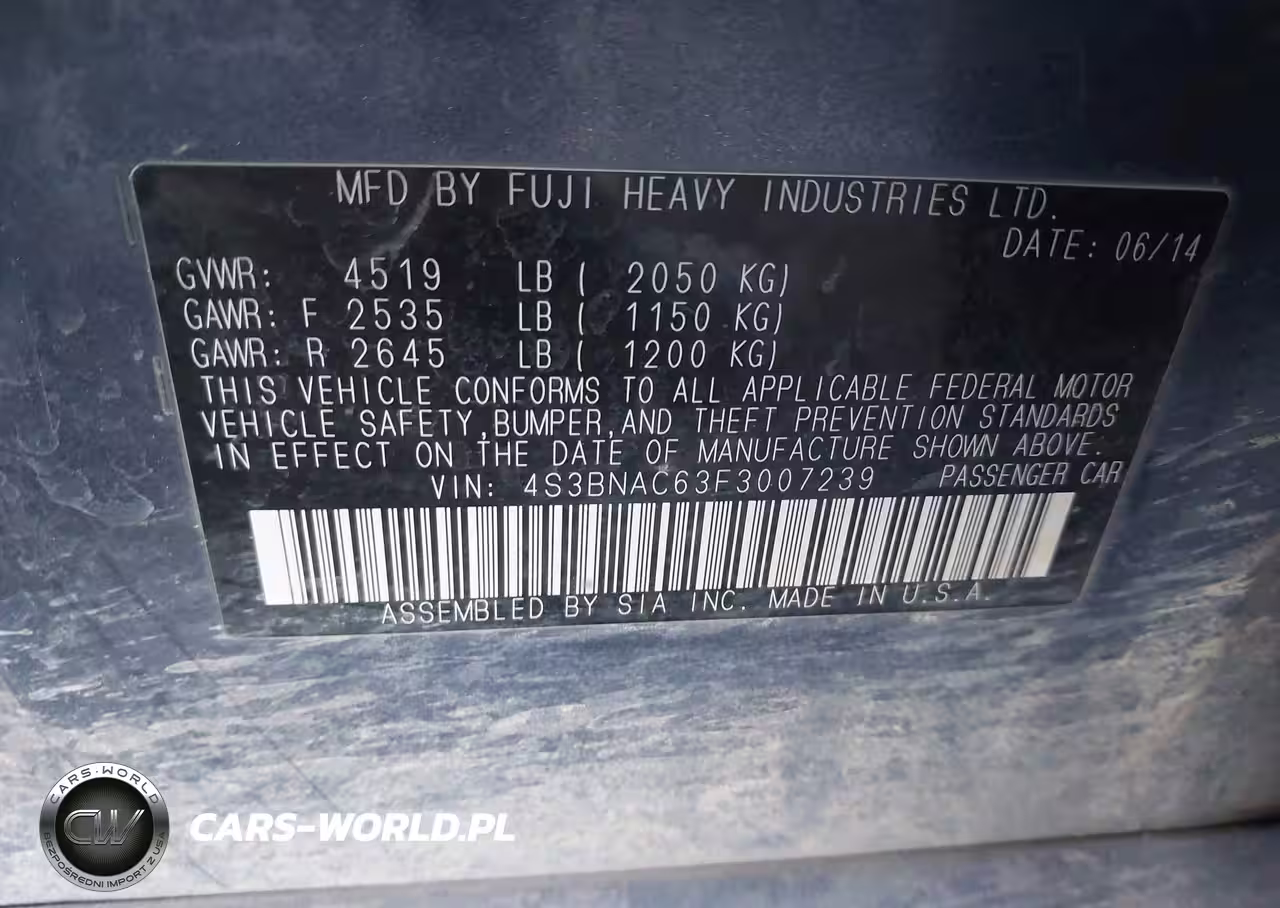 MFD BY FUJI HEAVY INDUSTRIES LTD.
DATE: 06/14
GVWR: 4519 LB ( 2050 KG)
GAWR: F 2535 LB ( 1150 KG)
GAWR: R 2645 LB ( 1200 KG)
THIS VEHICLE CONFORMS TO ALL APPLICABLE FEDERAL MOTOR
VEHICLE SAFETY,BUMPER,AND THEFT PREVENTION STANDARDS
IN EFFECT ON THE DATE OF MANUFACTURE SHOWN ABOVE.
VIN: 4S3BNAC63F3007239 PASSENGER CAR
ASSEMBLED BY SIA INC. MADE IN U.S.A.
CARS-WORLD
CW
BEZPOŚREDNI IMPORT Z USA
CARS-WORLD.PL